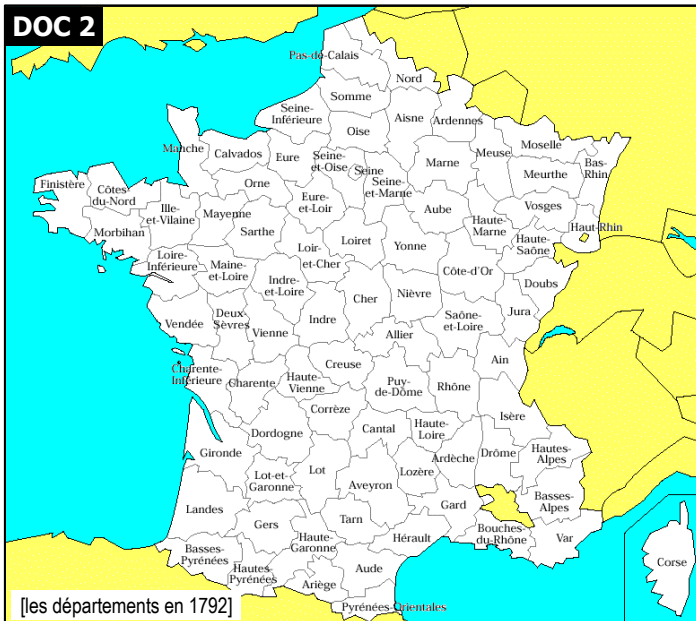 DOC 2
Pas-de-Calais
Nord
Somme
Seine-
Inférieure
Aisne
Ardennes
Oise
Manche
Calvados
Eure
Seine-
et-Oise
Seine
Seine-
et-Marne
Marne
Meuse
Moselle
Meurthe
Bas-
Rhin
Finistère
Côtes
du-Nord
Ille-
et-Vilaine
Mayenne
Orne
Eure-
et-Loir
Aube
Haute-
Marne
Vosges
Haut-Rhin
Morbihan
Sarthe
Loir-
et-Cher
Loiret
Yonne
Haute-
Saône
Loire-
Inférieure
Maine-
et-Loire
Indre-
et-Loire
Cher
Nièvre
Côte-d'Or
Doubs
Vendée
Deux-
Sèvres
Vienne
Indre
Allier
Saône-
et-Loire
Jura
Charente-
Inférieure
Charente
Haute-
Vienne
Creuse
Puy-
de-Dôme
Rhône
Ain
Isère
Corrèze
Dordogne
Cantal
Haute-
Loire
Ardèche
Drôme
Hautes-
Alpes
Gironde
Lot-et-
Garonne
Lot
Aveyron
Lozère
Gard
Basses-
Alpes
Landes
Gers
Tarn
Hérault
Bouches-
du-Rhône
Var
Basses-
Pyrénées
Hautes
Pyrénées
Haute-
Garonne
Ariège
Aude
Pyrénées-Orientales
Corse
[les départements en 1792]